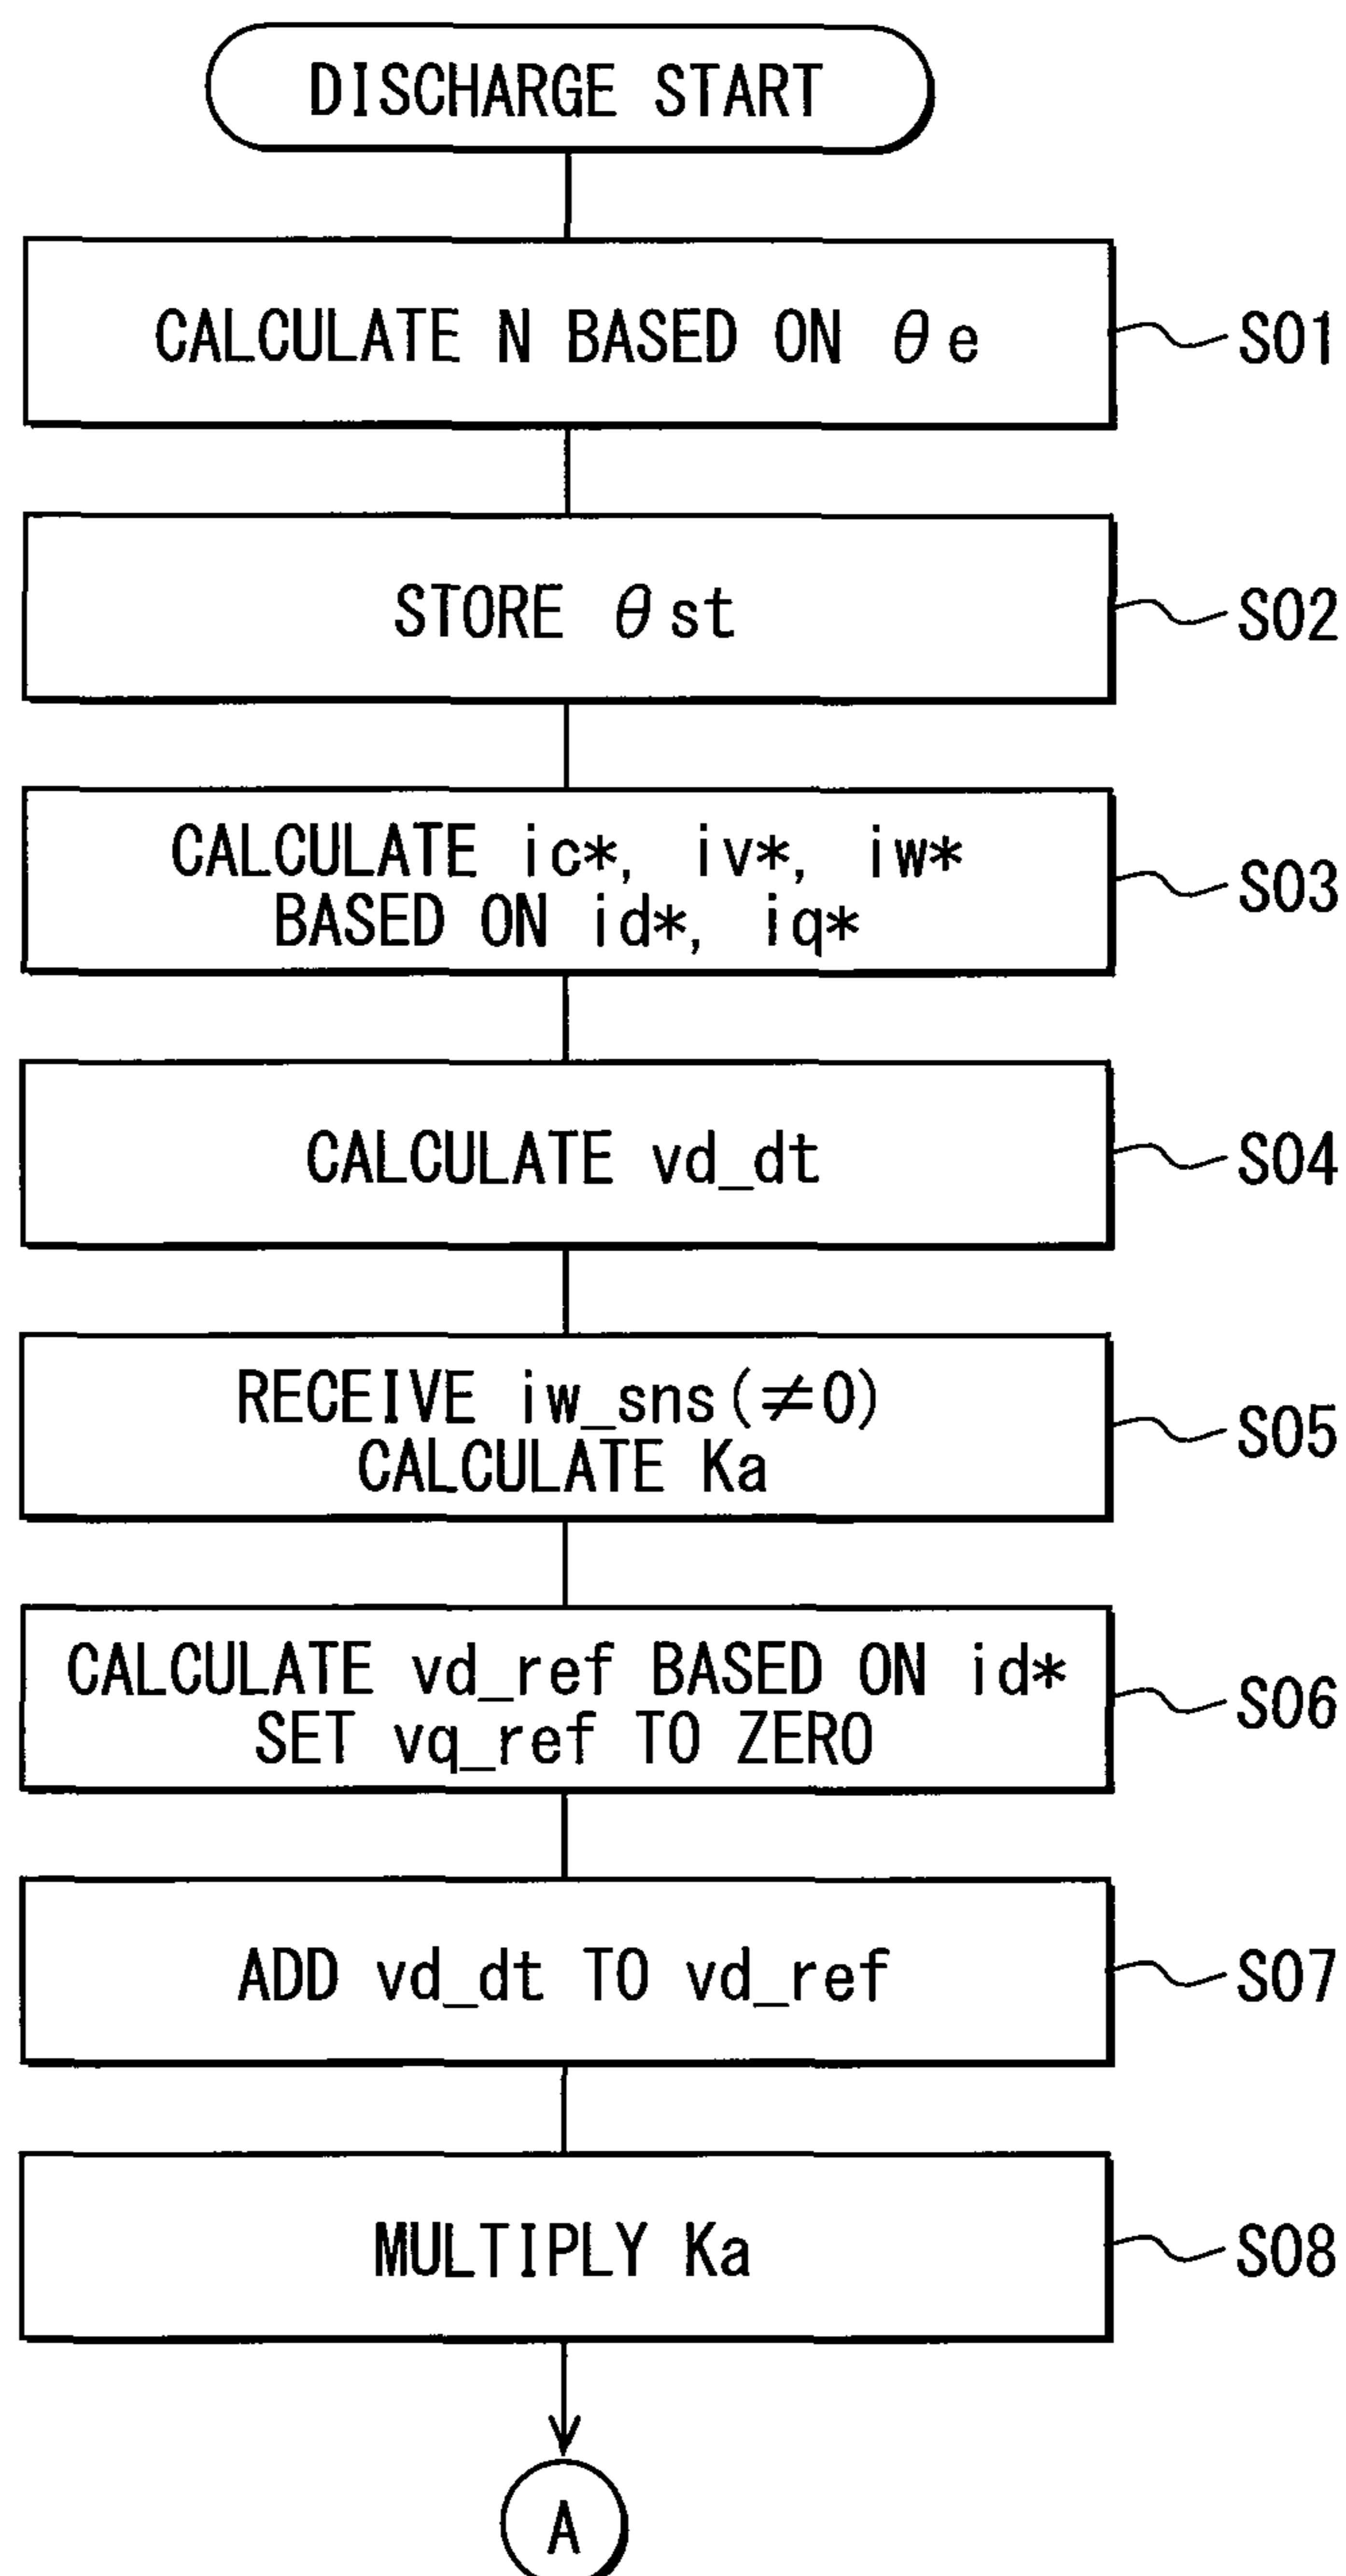 DISCHARGE START
CALCULATE N BASED ON θe
S01
STORE θst
S02
CALCULATE ic*, iv*, iw*
BASED ON id*, iq*
S03
CALCULATE vd_dt
S04
RECEIVE iw_sns(≠0)
CALCULATE Ka
S05
CALCULATE vd_ref BASED ON id*
SET vq_ref TO ZERO
S06
ADD vd_dt TO vd_ref
S07
MULTIPLY Ka
S08
A